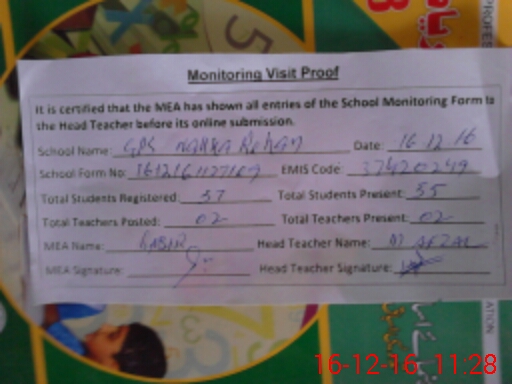 Monitoring Visit Proof
It is certified that the MEA has shown all entries of the School Monitoring Form to
the Head Teacher before its online submission.
School Name: GPS Date: 16 12 16
School Form No: EMIS Code: 37420249
Total Students Registered: 57 Total Students Present: 55
Total Teachers Posted: 02 Total Teachers Present: 02
MEA Name: BABAR Head Teacher Name: M AFZAL
MEA Signature: Head Teacher Signature:
16-12-16 11:28